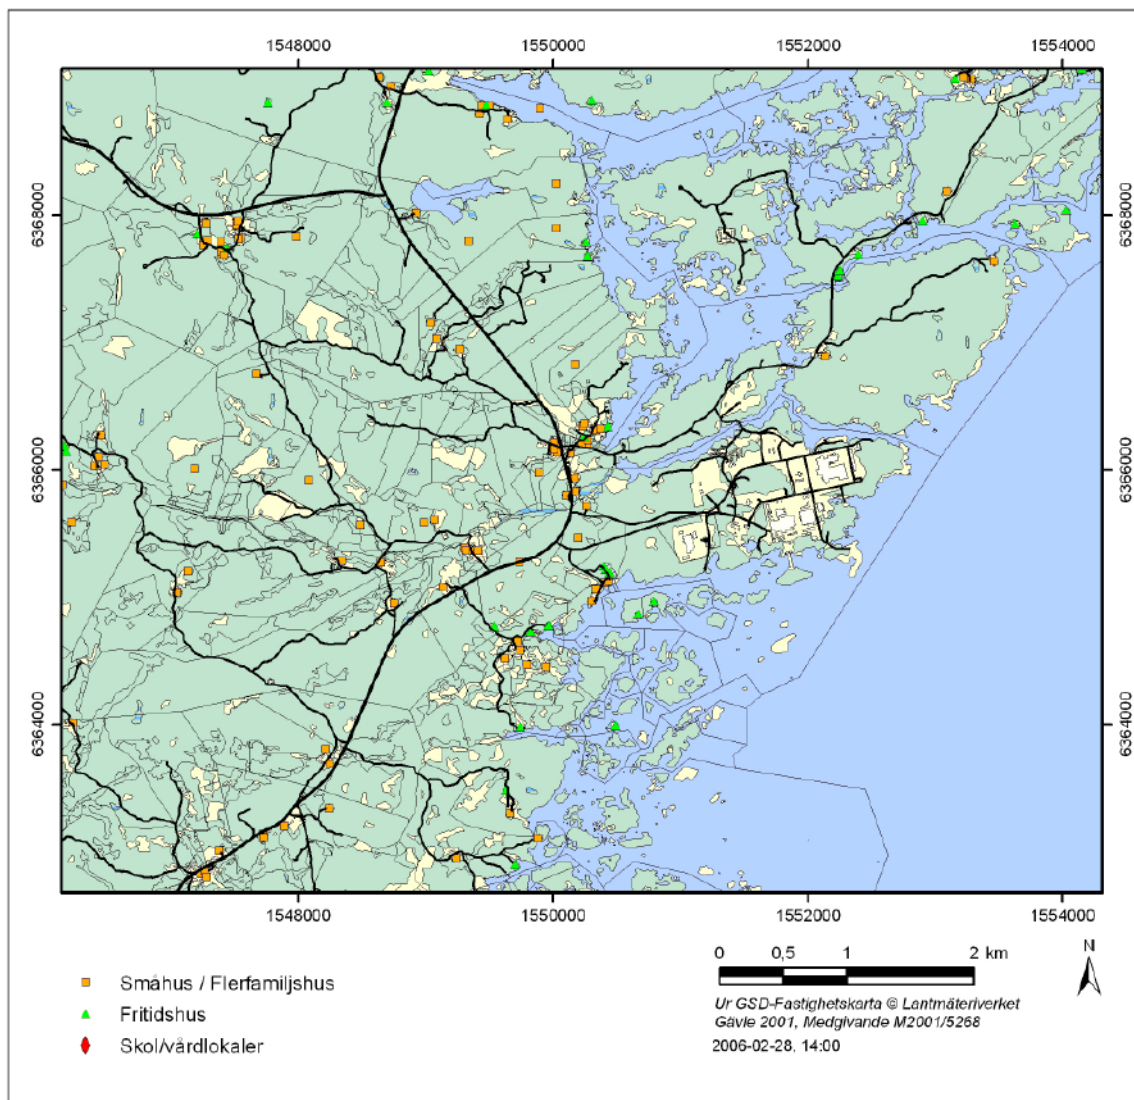 1548000 1550000 1552000 1554000
6368000 6368000
6366000 6366000
6364000 6364000
1548000 1550000 1552000 1554000
0 0,5 1 2 km
N
Småhus / Flerfamiljshus
Fritidshus
Skol/vårdlokaler
Ur GSD-Fastighetskarta © Lantmäteriverket
Gävle 2001, Medgivande M2001/5268
2006-02-28, 14:00